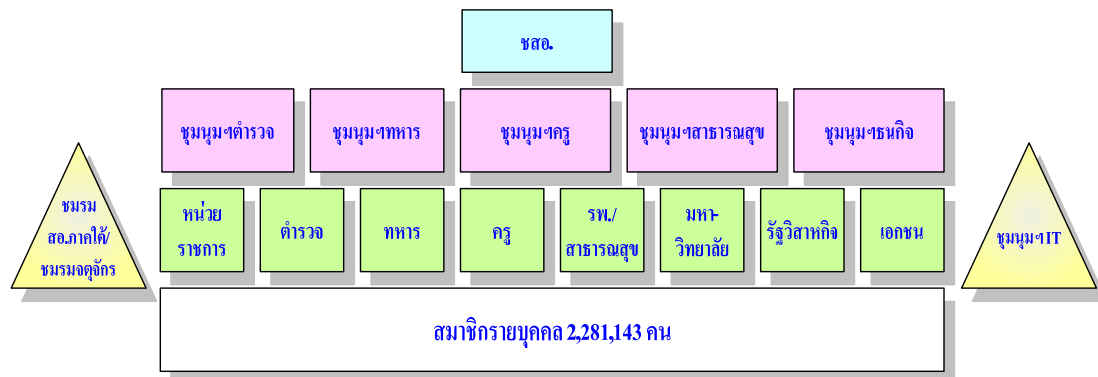 ชสอ.
ชุมนุมฯตำรวจ
ชุมนุมฯทหาร
ชุมนุมฯครู
ชุมนุมฯสาธารณสุข
ชุมนุมฯธนกิจ
ชมรม
สอ.ภาคใต้/
ชมรมจตุจักร
หน่วย
ราชการ
ตำรวจ
ทหาร
ครู
รพ./
สาธารณสุข
มหา-
วิทยาลัย
รัฐวิสาหกิจ
เอกชน
ชุมนุมฯIT
สมาชิกรายบุคคล 2,281,143 คน